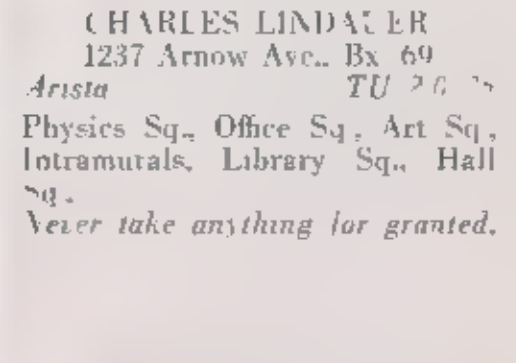 CHARLES LINDAUER
1237 Arnow Ave., Bx 69
Arista TU
Physics Sq., Office Sq., Art Sq.,
Intramurals, Library Sq., Hall
Sq.
Never take anything for granted.